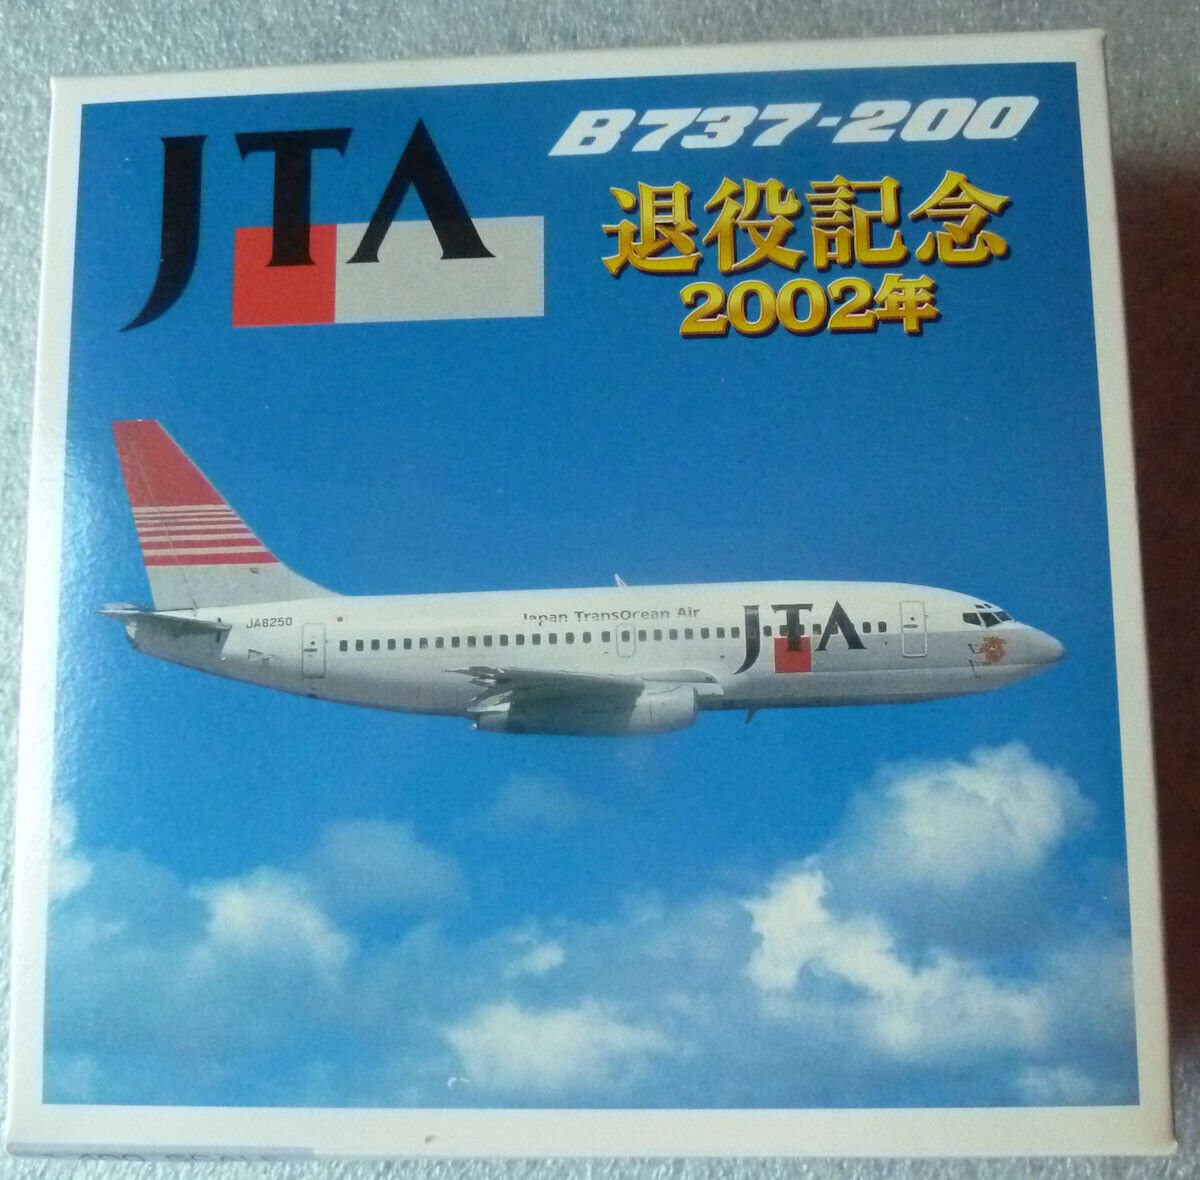 JTA
B737-200
退役記念
2002年
JA8250
Japan TransOcean Air
JTA